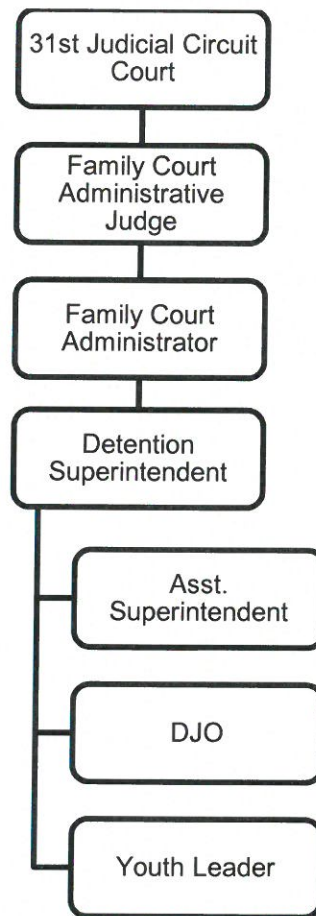 31st Judicial Circuit
Court
Family Court
Administrative
Judge
Family Court
Administrator
Detention
Superintendent
Asst.
Superintendent
DJO
Youth Leader